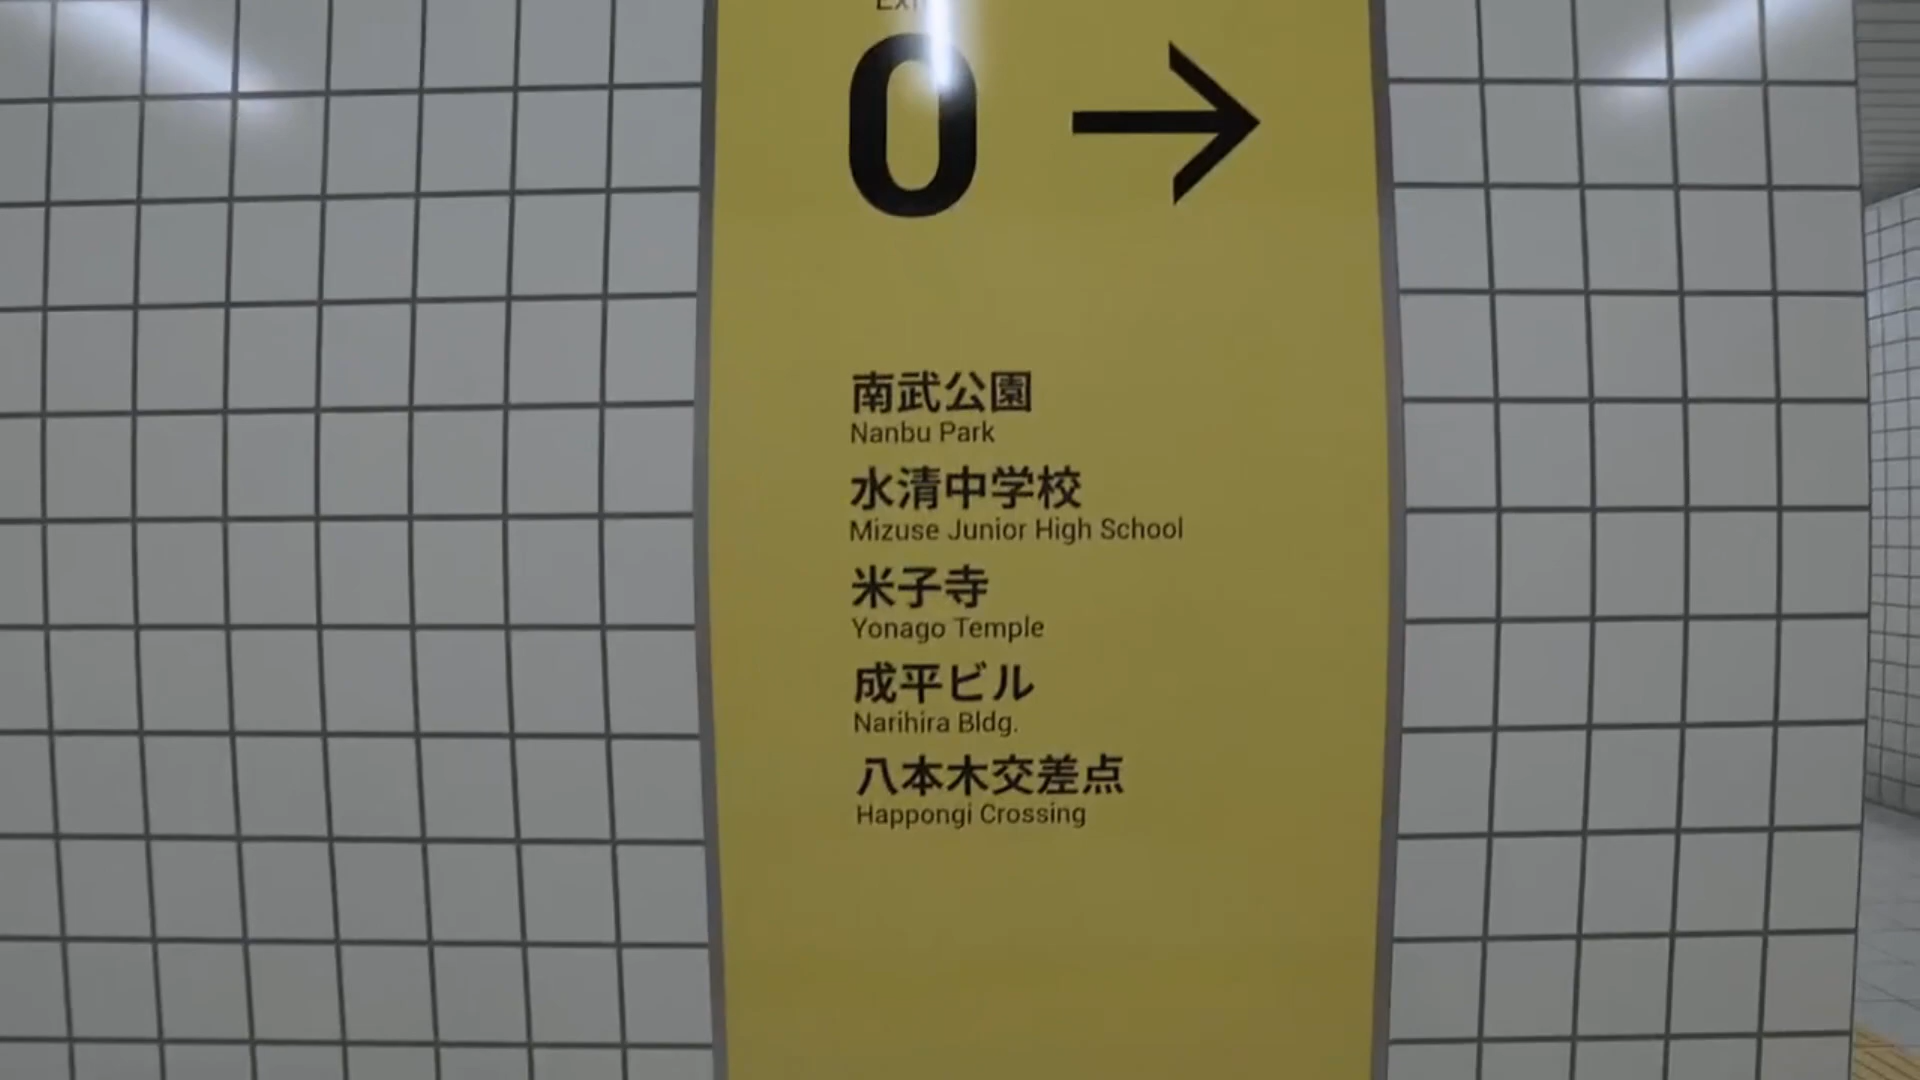 0 →
南武公園
Nanbu Park
水清中学校
Mizuse Junior High School
米子寺
Yonago Temple
成平ビル
Narihira Bldg.
八本木交差点
Happongi Crossing